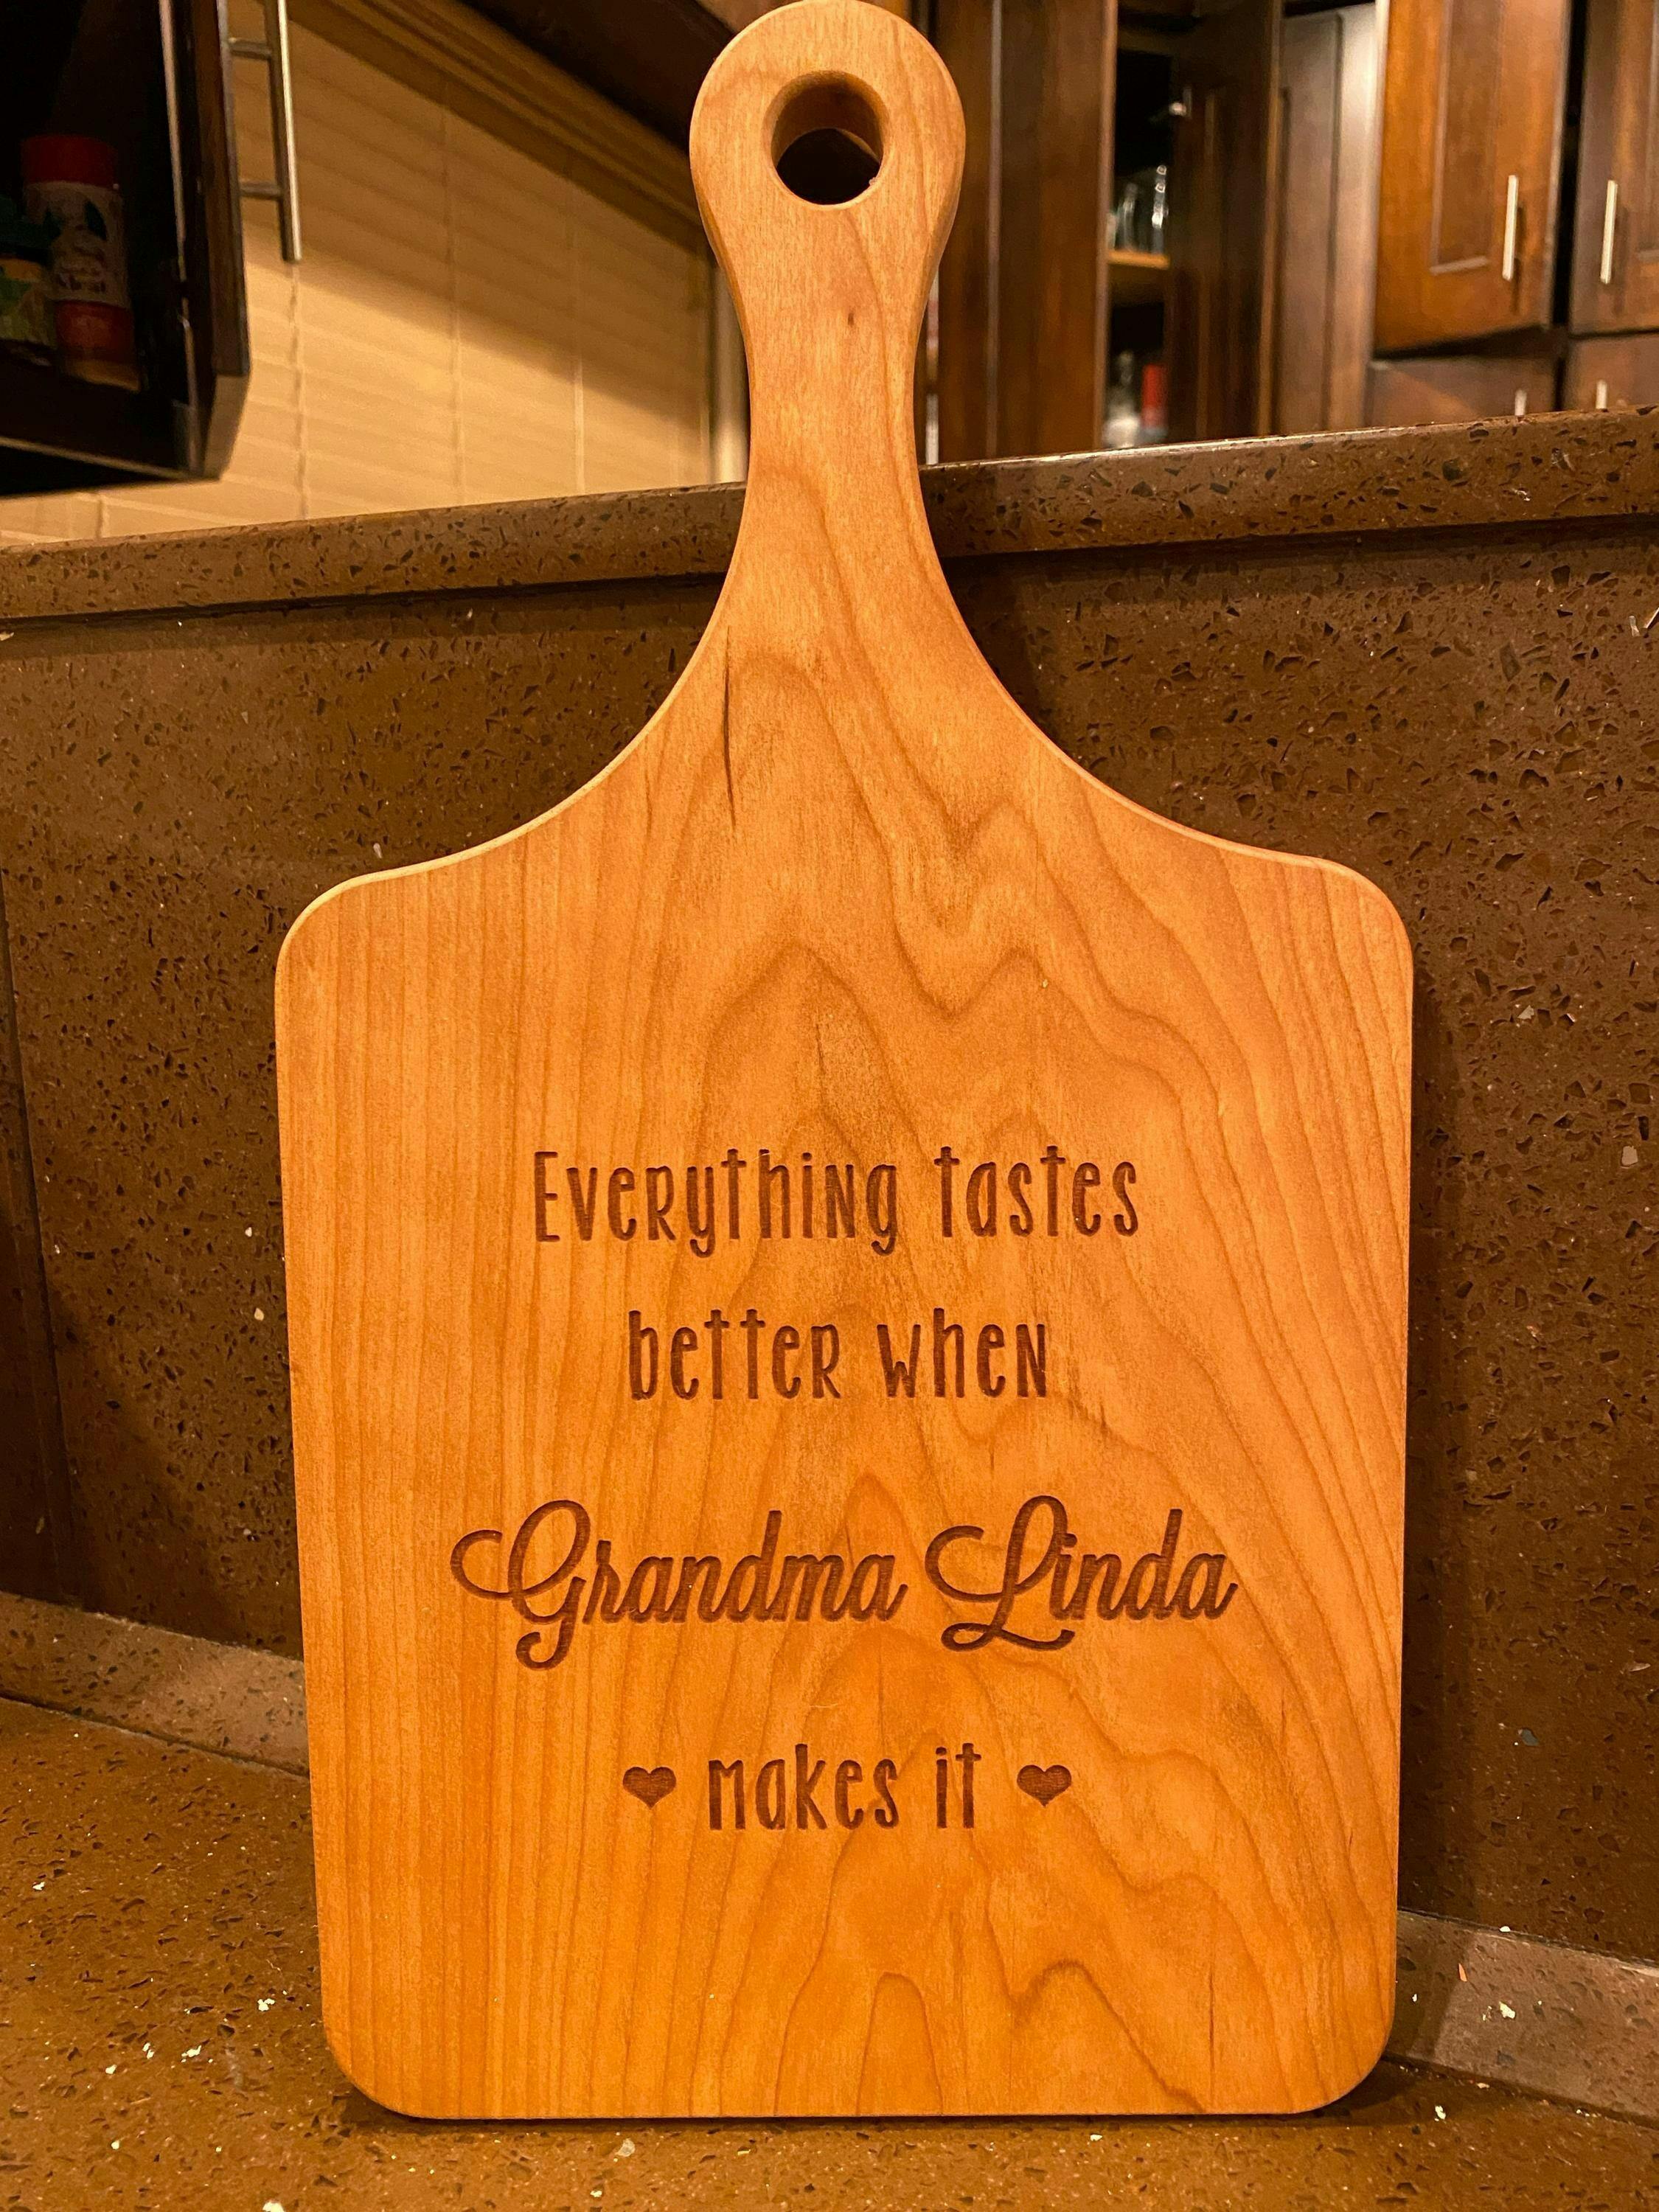 Everything tastes
better when
Grandma Linda
♥ makes it ♥